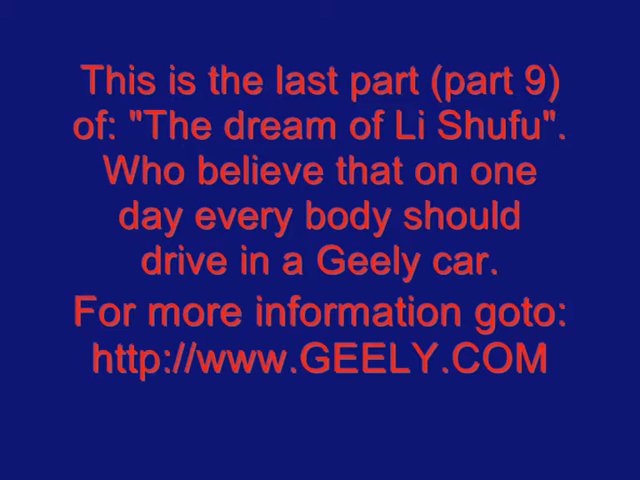 This is the last part (part 9)
of: "The dream of Li Shufu".
Who believe that on one
day every body should
drive in a Geely car.
For more information goto:
http://www.GEELY.COM